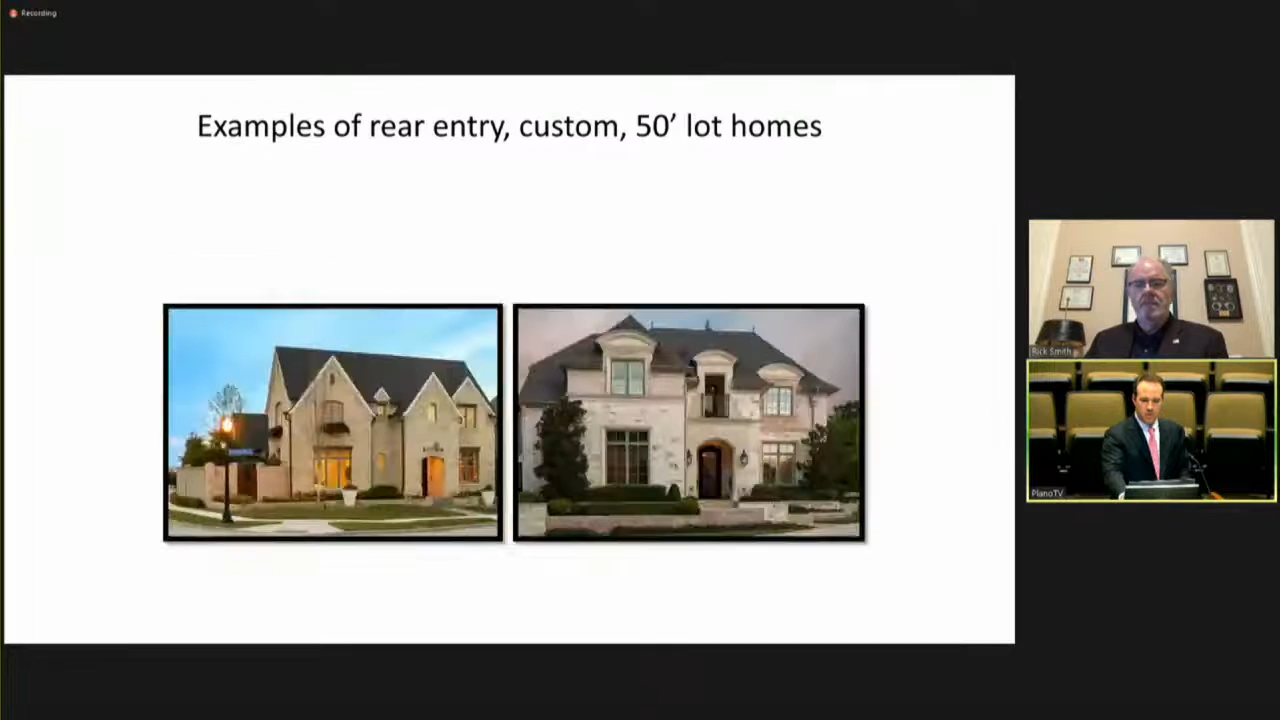 Recording
Examples of rear entry, custom, 50’ lot homes
Rick Smith
PlanoTV